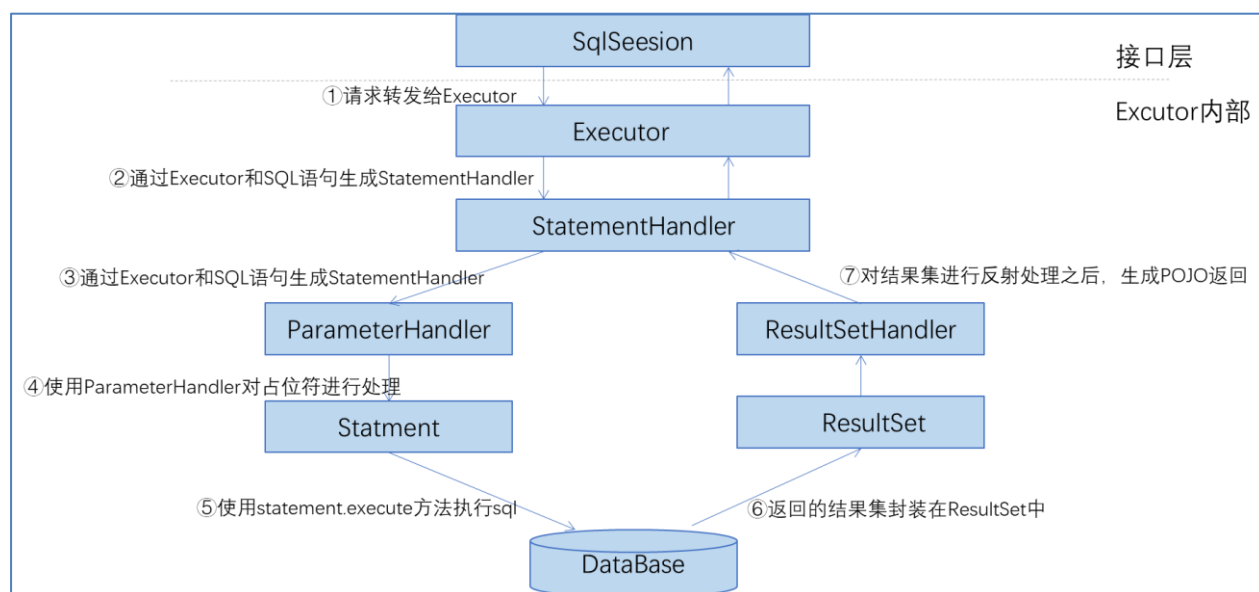 SqlSeesion
接口层
①请求转发给Executor
Excutor内部
Executor
②通过Executor和SQL语句生成StatementHandler
StatementHandler
③通过Executor和SQL语句生成StatementHandler
⑦对结果集进行反射处理之后，生成POJO返回
ParameterHandler
ResultSetHandler
④使用ParameterHandler对占位符进行处理
Statment
ResultSet
⑤使用statement.execute方法执行sql
⑥返回的结果集封装在ResultSet中
DataBase